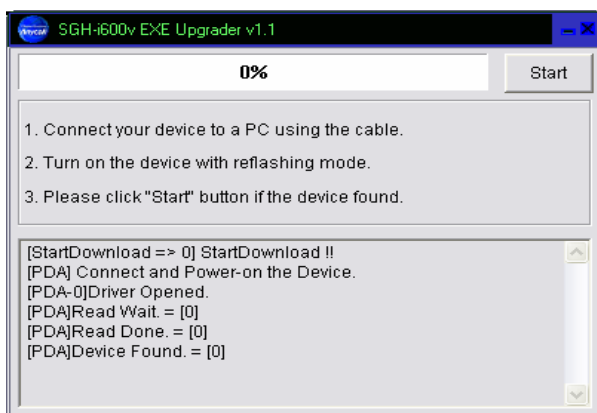 Anycall
SGH-i600v EXE Upgrader v1.1
0%
Start
1. Connect your device to a PC using the cable.
2. Turn on the device with reflashing mode.
3. Please click "Start" button if the device found.
[StartDownload => 0] StartDownload !!
[PDA] Connect and Power-on the Device.
[PDA-0]Driver Opened.
[PDA]Read Wait. = [0]
[PDA]Read Done. = [0]
[PDA]Device Found. = [0]